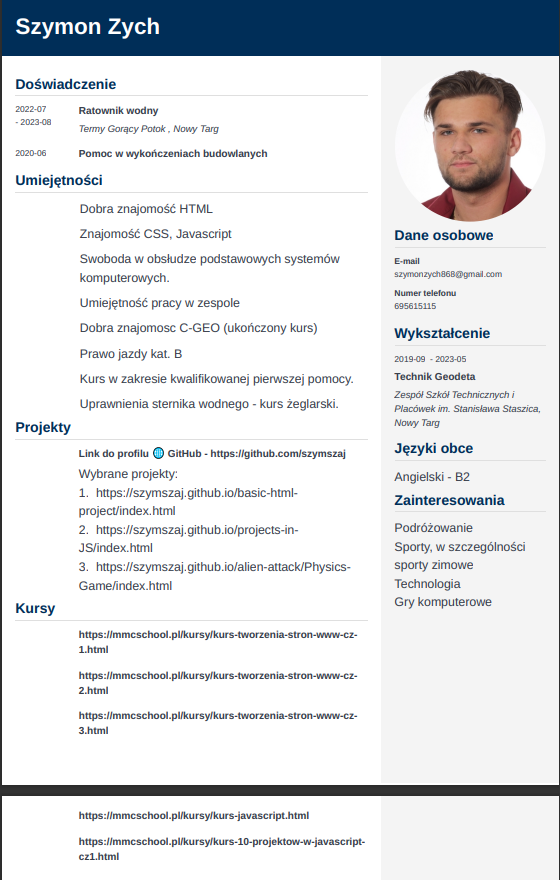 Szymon Zych
Doświadczenie
2022-07
- 2023-08
Ratownik wodny
Termy Gorący Potok , Nowy Targ
2020-06
Pomoc w wykończeniach budowlanych
Umiejętności
Dobra znajomość HTML
Znajomość CSS, Javascript
Swoboda w obsłudze podstawowych systemów
komputerowych.
Umiejętność pracy w zespole
Dobra znajomosc C-GEO (ukończony kurs)
Prawo jazdy kat. B
Kurs w zakresie kwalifikowanej pierwszej pomocy.
Uprawnienia sternika wodnego - kurs żeglarski.
Projekty
Link do profilu 🌐 GitHub - https://github.com/szymszaj
Wybrane projekty:
1. https://szymszaj.github.io/basic-html-
project/index.html
2. https://szymszaj.github.io/projects-in-
JS/index.html
3. https://szymszaj.github.io/alien-attack/Physics-
Game/index.html
Kursy
https://mmcschool.pl/kursy/kurs-tworzenia-stron-www-cz-
1.html
https://mmcschool.pl/kursy/kurs-tworzenia-stron-www-cz-
2.html
https://mmcschool.pl/kursy/kurs-tworzenia-stron-www-cz-
3.html
Dane osobowe
E-mail
szymonzych868@gmail.com
Numer telefonu
695615115
Wykształcenie
2019-09 - 2023-05
Technik Geodeta
Zespół Szkół Technicznych i
Placówek im. Stanisława Staszica,
Nowy Targ
Języki obce
Angielski - B2
Zainteresowania
Podróżowanie
Sporty, w szczególności
sporty zimowe
Technologia
Gry komputerowe
https://mmcschool.pl/kursy/kurs-javascript.html
https://mmcschool.pl/kursy/kurs-10-projektow-w-javascript-
cz1.html